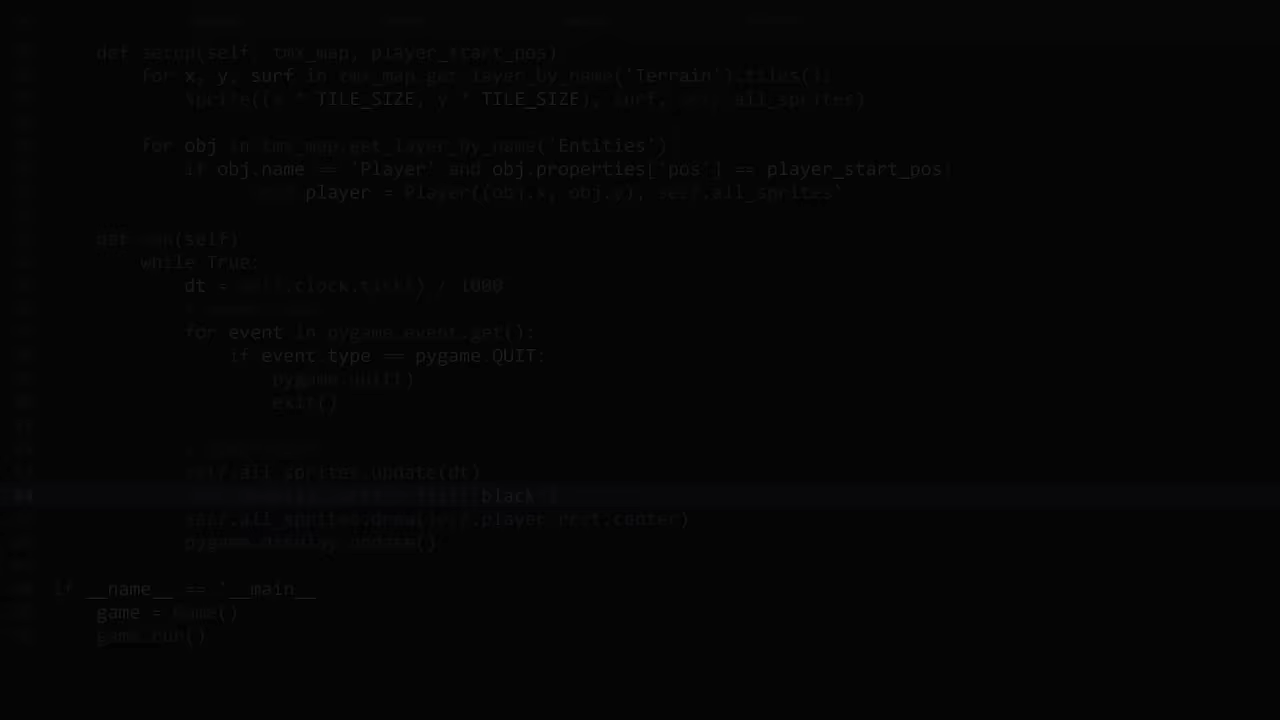 def setup(self, tmx_map, player_start_pos)
for x, y, surf in tmx_map.get_layer_by_name('Terrain').tiles():
Sprite((x * TILE_SIZE, y * TILE_SIZE), surf, self.all_sprites)
for obj in tmx_map.get_layer_by_name('Entities')
if obj.name == 'Player' and obj.properties['pos'] == player_start_pos:
player = Player((obj.x, obj.y), self.all_sprites
def run(self)
while True:
dt = self.clock.tick() / 1000
for event in pygame.event.get():
if event.type == pygame.QUIT:
pygame.quit()
exit()
self.all_sprites.update(dt)
black
self.all_sprites.draw(self.player.rect.center)
pygame.display.update()
if __name__ == '__main__
game = Game()
game.run()